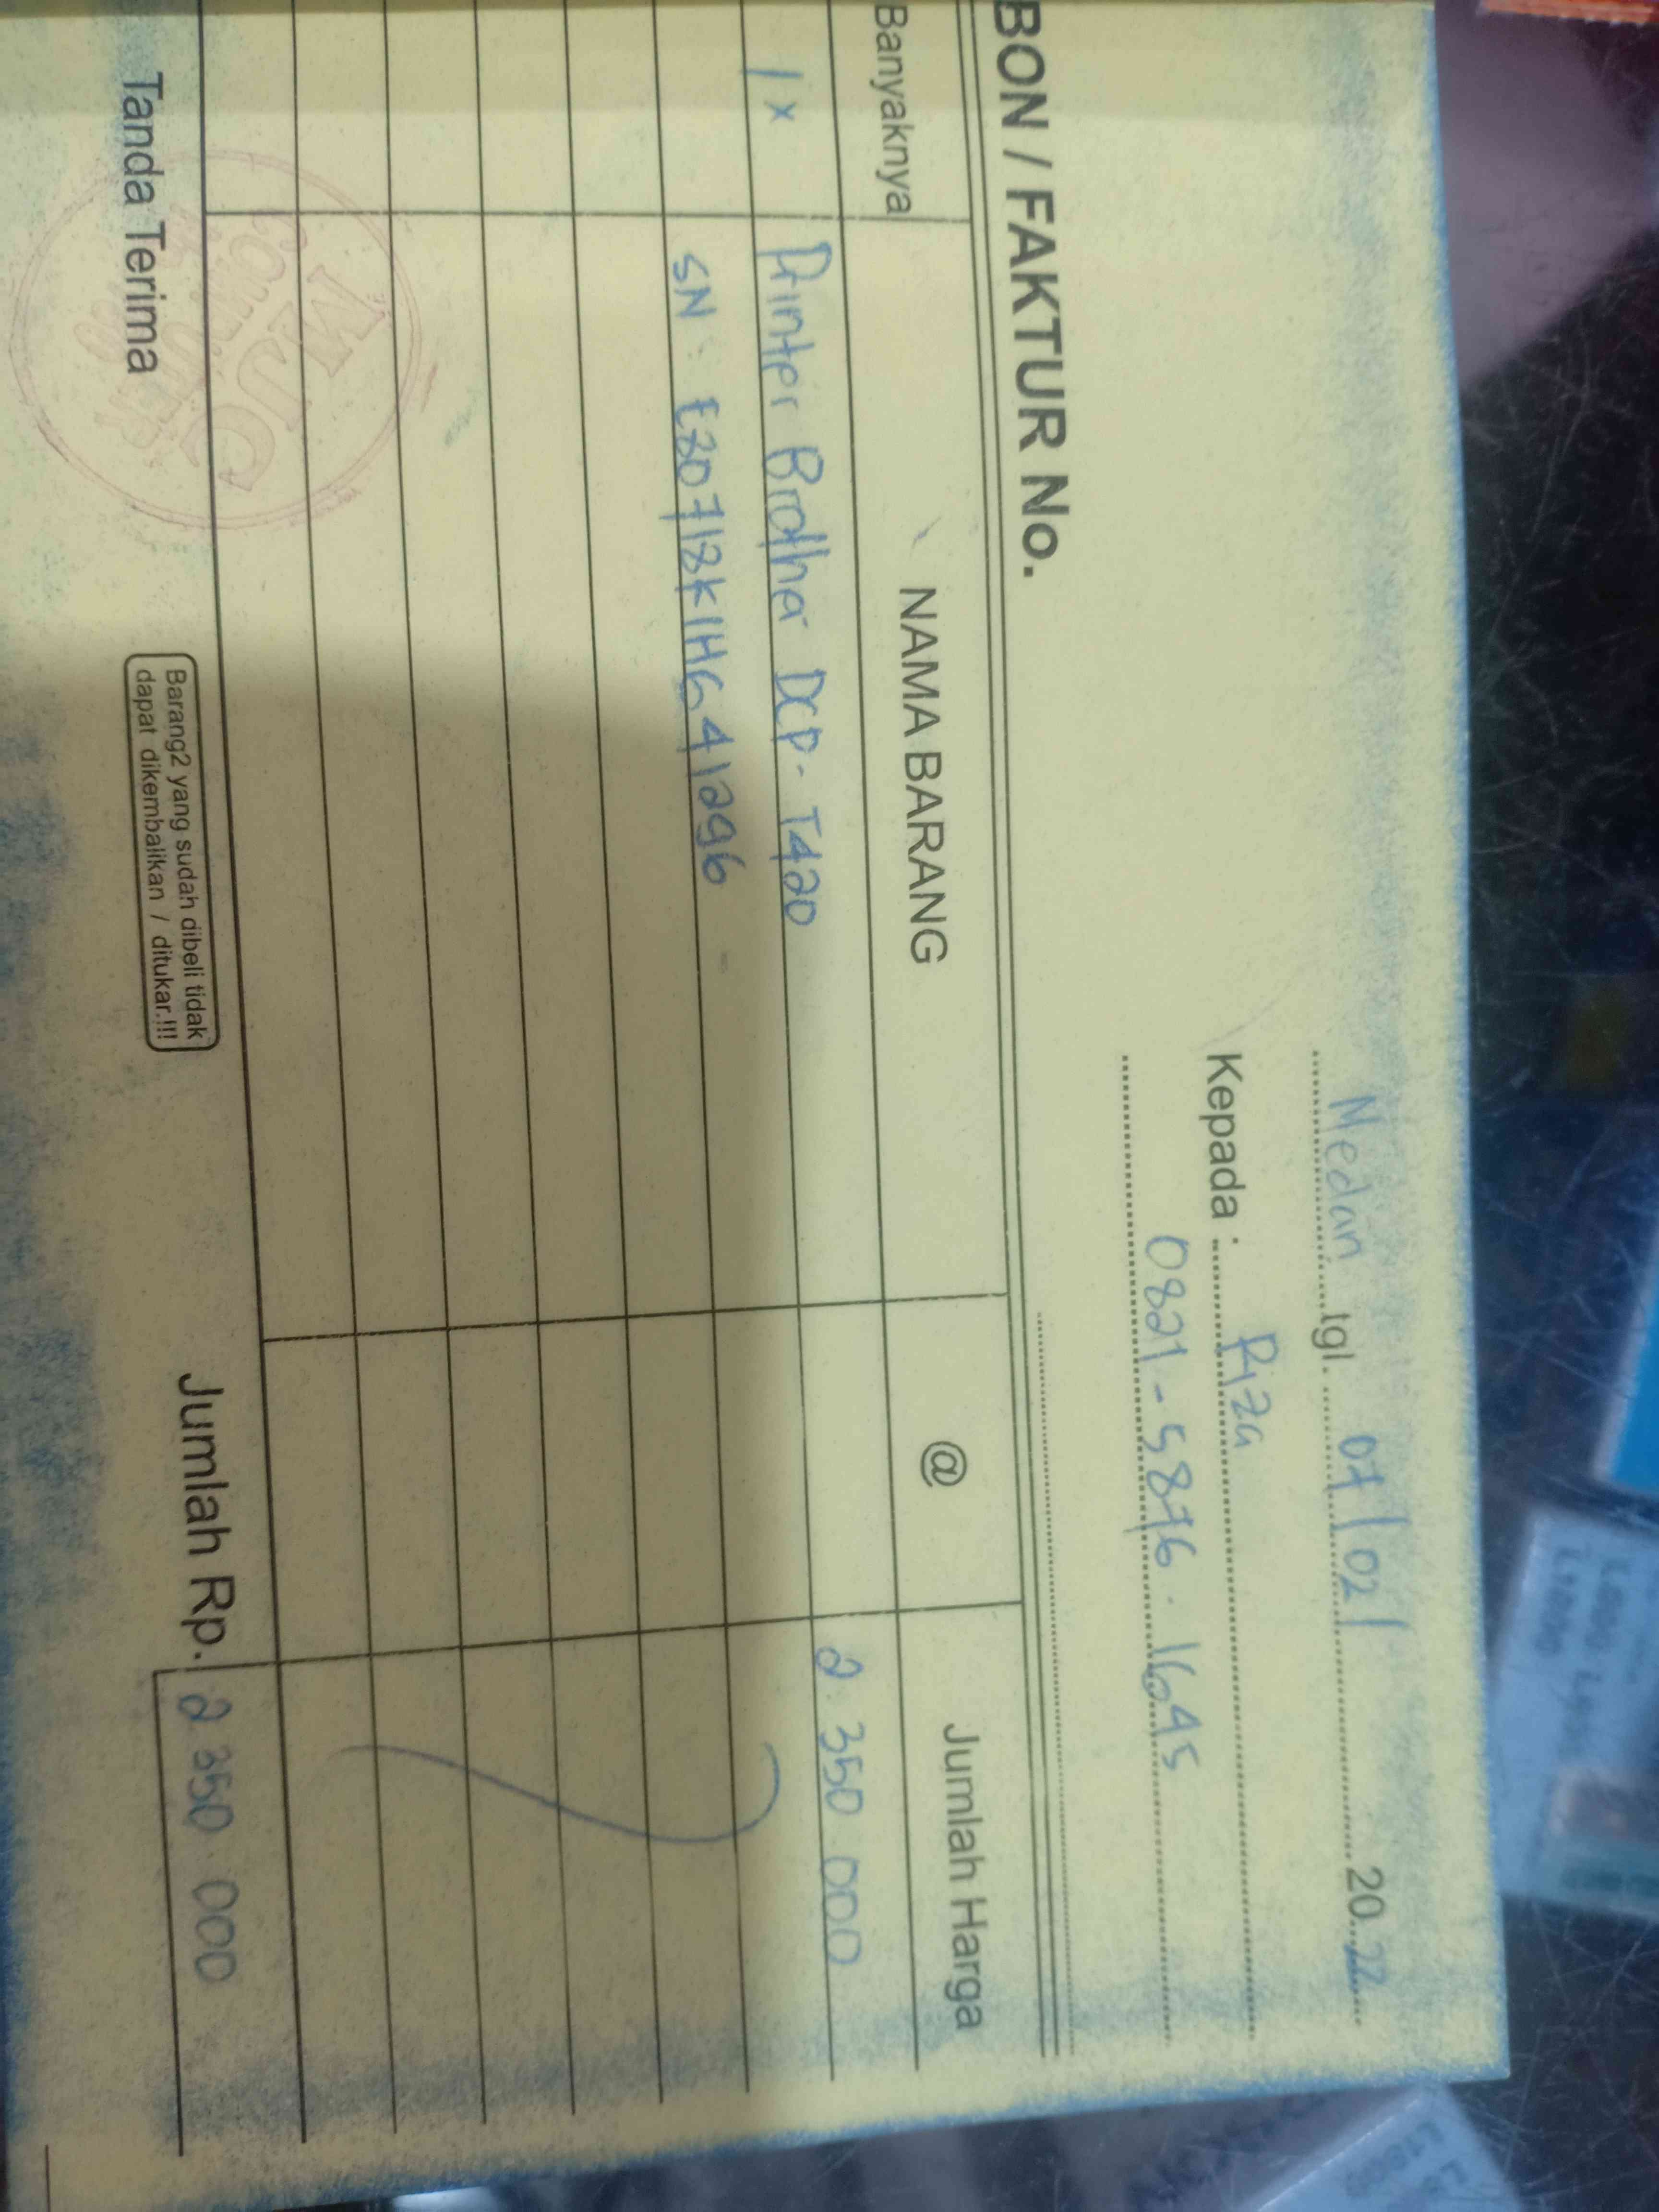 Medan tgl. 07/02/ 2022
Kepada : Riza
0821-5876.1645
BON / FAKTUR No.
Banyaknya NAMA BARANG @ Jumlah Harga
1x Printer Brother DCP-T420 2.350.000
SN : E80718K1HG41296
Tanda Terima
Barang2 yang sudah dibeli tidak
dapat dikembalikan / ditukar.!!!
Jumlah Rp. 2.350.000